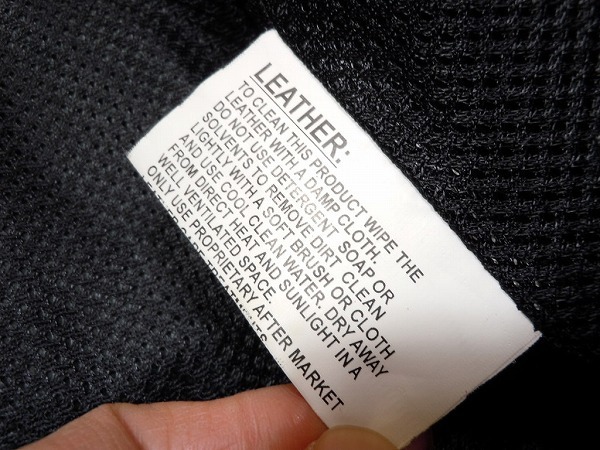 LEATHER:
TO CLEAN THIS PRODUCT WIPE THE
LEATHER WITH A DAMP CLOTH.
DO NOT USE DETERGENT SOAP OR
SOLVENTS TO REMOVE DIRT CLEAN
LIGHTLY WITH A SOFT BRUSH OR CLOTH
AND USE COOL CLEAN WATER. DRY AWAY
FROM DIRECT HEAT AND SUNLIGHT IN A
WELL VENTILATED SPACE.
ONLY USE PROPRIETARY AFTER MARKET